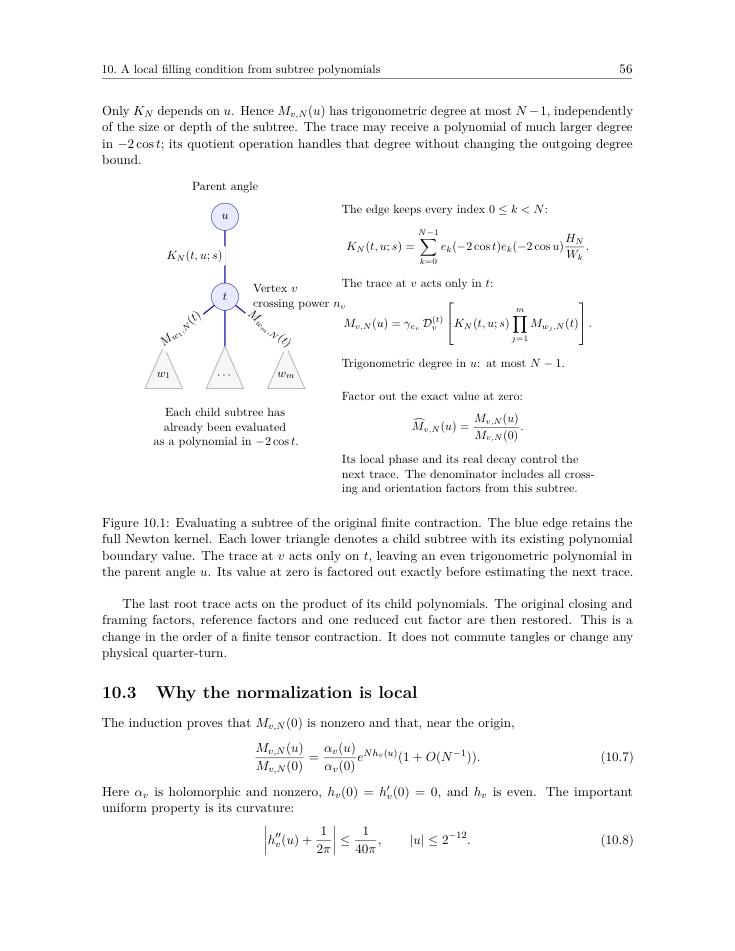 10. A local filling condition from subtree polynomials 56
Only K_N depends on u. Hence M_{v,N}(u) has trigonometric degree at most N − 1, independently
of the size or depth of the subtree. The trace may receive a polynomial of much larger degree
in −2 cos t; its quotient operation handles that degree without changing the outgoing degree
bound.
Parent angle
u
K_N(t, u; s)
t
Vertex v
crossing power n_v
M_{w_1,N}(t)
M_{w_m,N}(t)
w_1
. . .
w_m
Each child subtree has
already been evaluated
as a polynomial in −2 cos t.
The edge keeps every index 0 ≤ k < N:
K_N(t, u; s) = \sum_{k=0}^{N−1} e_k(−2 cos t)e_k(−2 cos u)\frac{H_N}{W_k}.
The trace at v acts only in t:
M_{v,N}(u) = γ_{e_v} \mathcal{D}_v^{(t)} \left[ K_N(t, u; s) \prod_{j=1}^{m} M_{w_j,N}(t) \right].
Trigonometric degree in u: at most N − 1.
Factor out the exact value at zero:
\widehat{M}_{v,N}(u) = \frac{M_{v,N}(u)}{M_{v,N}(0)}.
Its local phase and its real decay control the
next trace. The denominator includes all cross-
ing and orientation factors from this subtree.
Figure 10.1: Evaluating a subtree of the original finite contraction. The blue edge retains the
full Newton kernel. Each lower triangle denotes a child subtree with its existing polynomial
boundary value. The trace at v acts only on t, leaving an even trigonometric polynomial in
the parent angle u. Its value at zero is factored out exactly before estimating the next trace.
The last root trace acts on the product of its child polynomials. The original closing and
framing factors, reference factors and one reduced cut factor are then restored. This is a
change in the order of a finite tensor contraction. It does not commute tangles or change any
physical quarter-turn.
10.3 Why the normalization is local
The induction proves that M_{v,N}(0) is nonzero and that, near the origin,
\frac{M_{v,N}(u)}{M_{v,N}(0)} = \frac{α_v(u)}{α_v(0)} e^{Nh_v(u)}(1 + O(N^{−1})). (10.7)
Here α_v is holomorphic and nonzero, h_v(0) = h′_v(0) = 0, and h_v is even. The important
uniform property is its curvature:
\left| h″_v(u) + \frac{1}{2π} \right| ≤ \frac{1}{40π}, |u| ≤ 2^{−12}. (10.8)